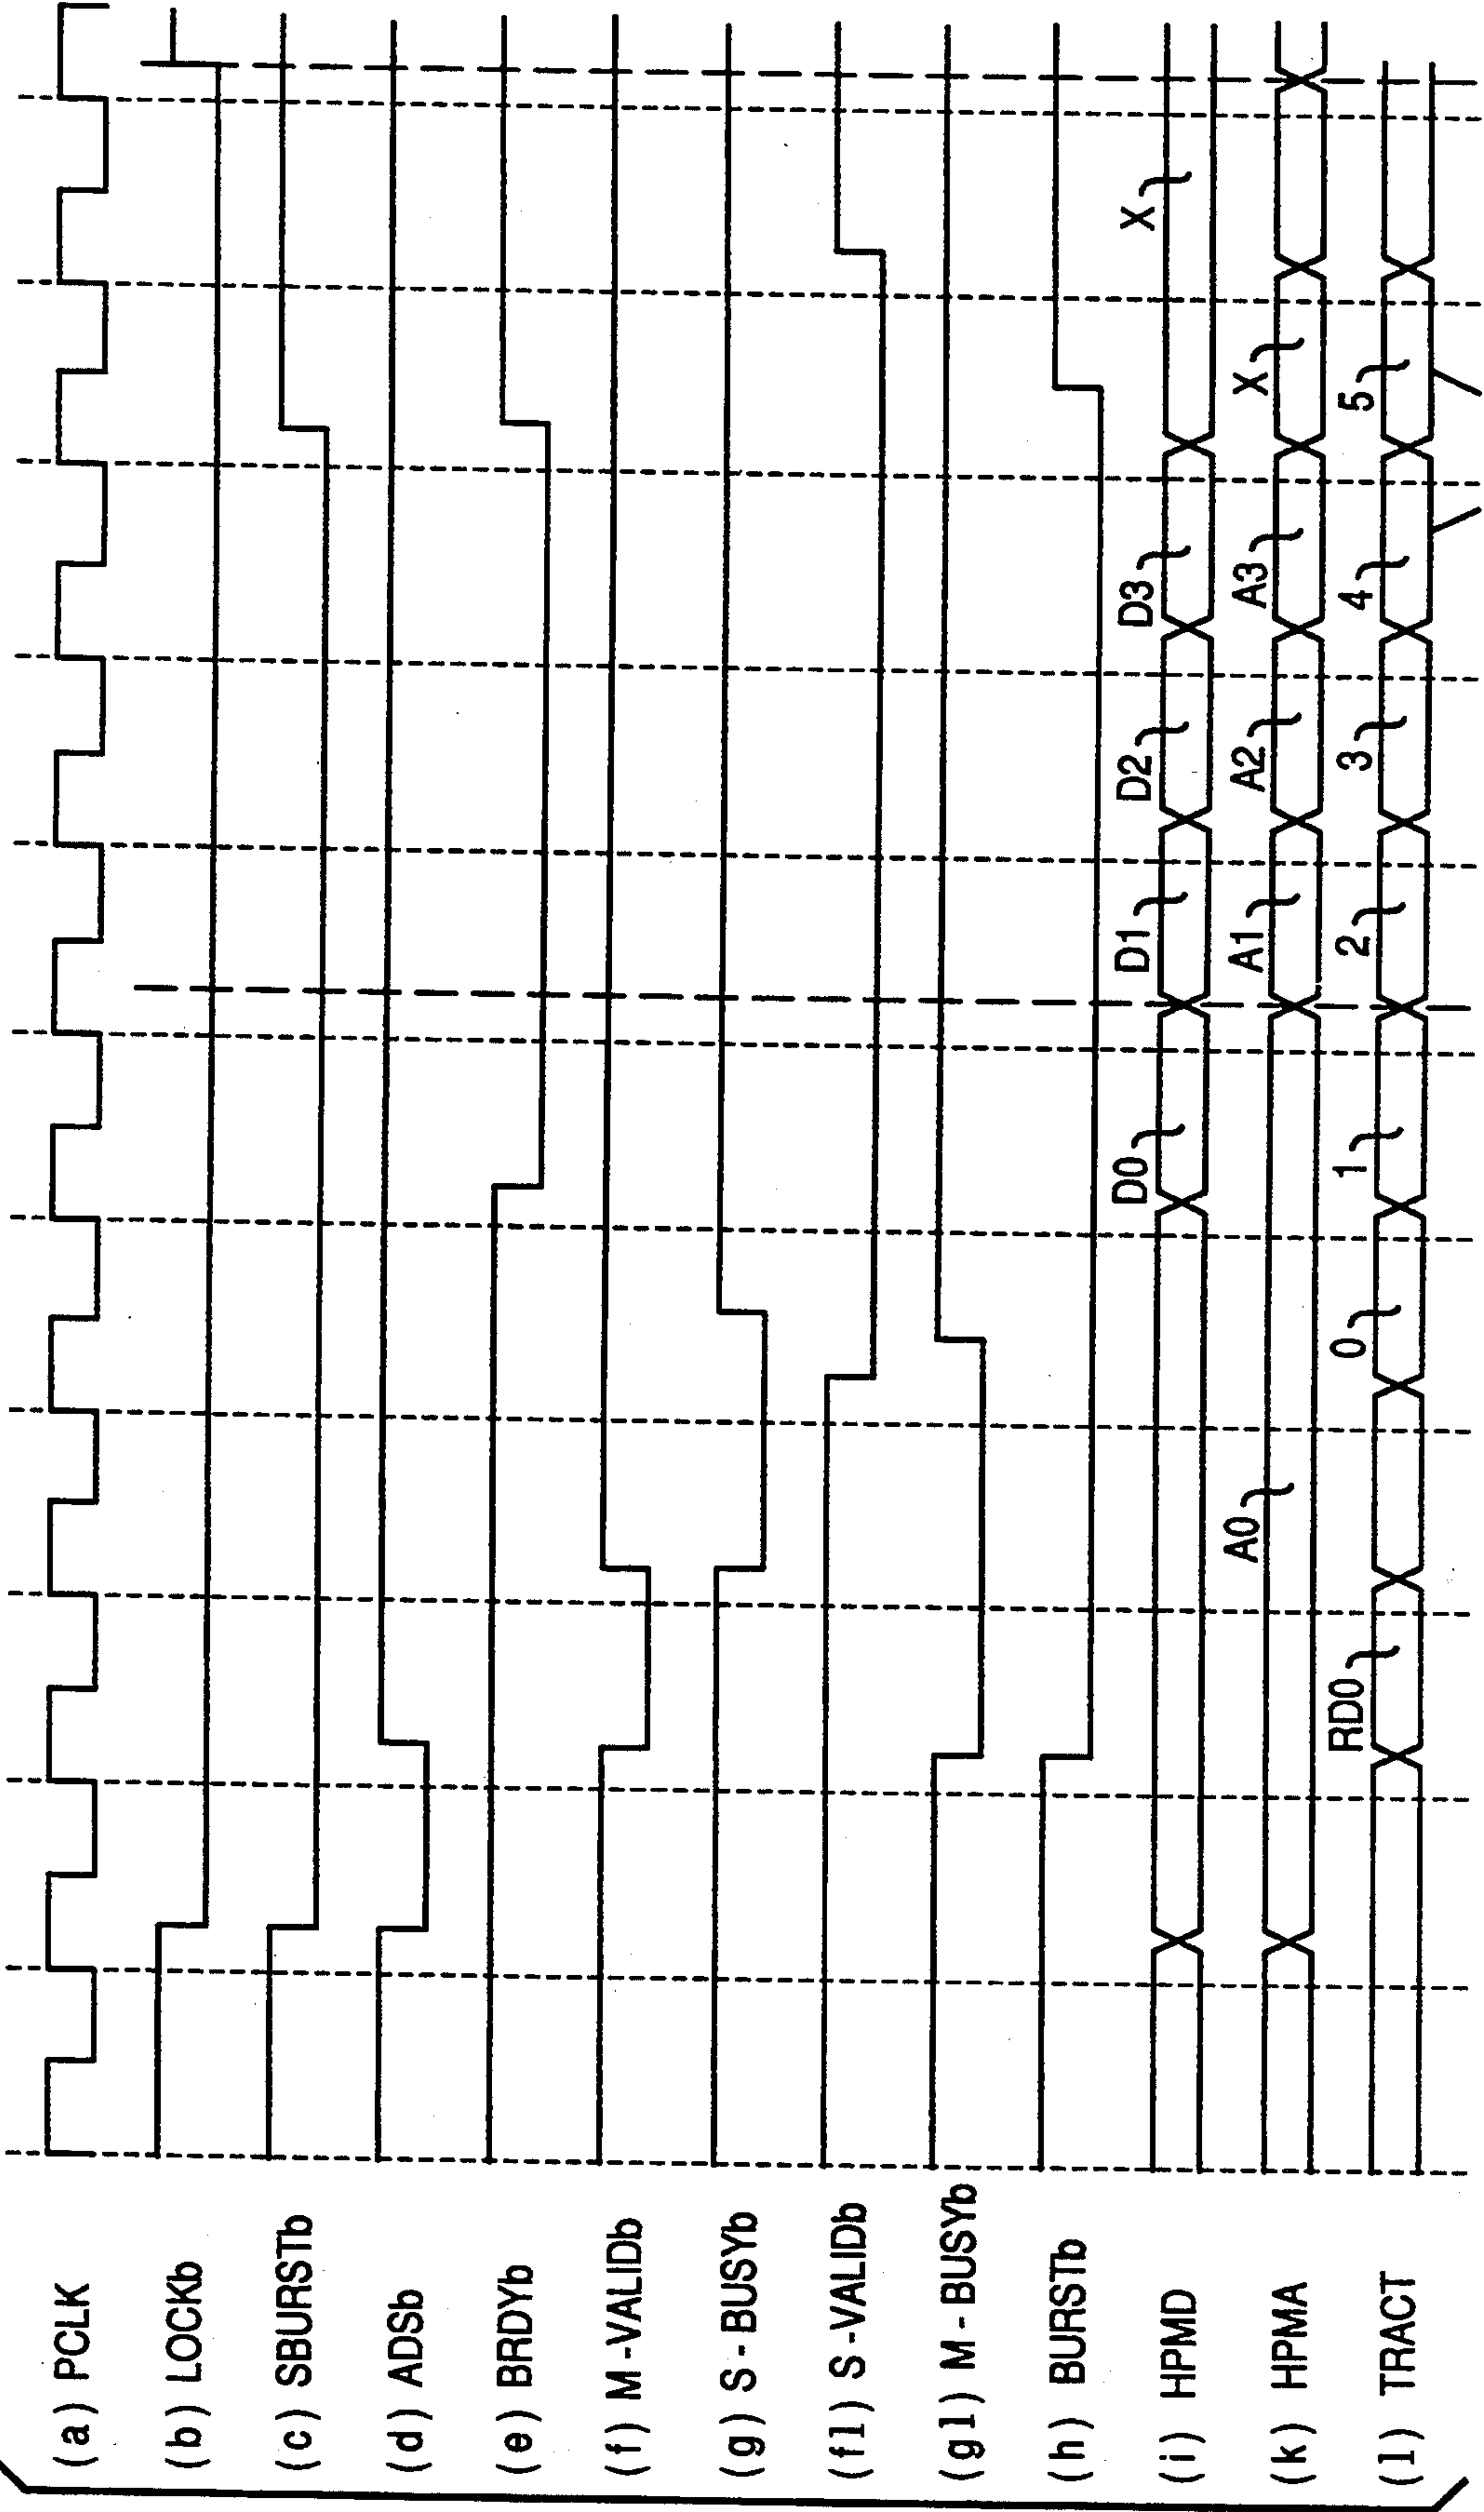 (a) PCLK
(b) LOCKb
(c) SBURSTb
(d) ADSb
(e) BRDYb
(f) M-VALIDb
(g) S-BUSYb
(f1) S-VALIDb
(g1) M-BUSYb
(h) BURSTb
(i) HPMD
D0
D1
D2
D3
X
(k) HPMA
A0
A1
A2
A3
X
(l) TRACT
RD0
0
1
2
3
4
5